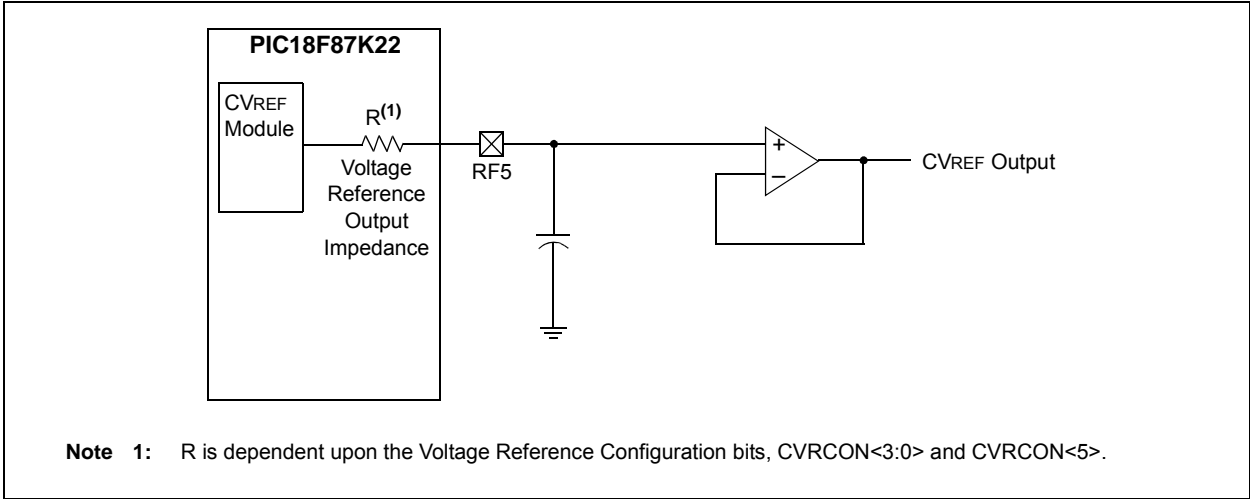 PIC18F87K22
CVREF
Module
R(1)
Voltage
Reference
Output
Impedance
RF5
+
–
CVREF Output
Note 1: R is dependent upon the Voltage Reference Configuration bits, CVRCON<3:0> and CVRCON<5>.